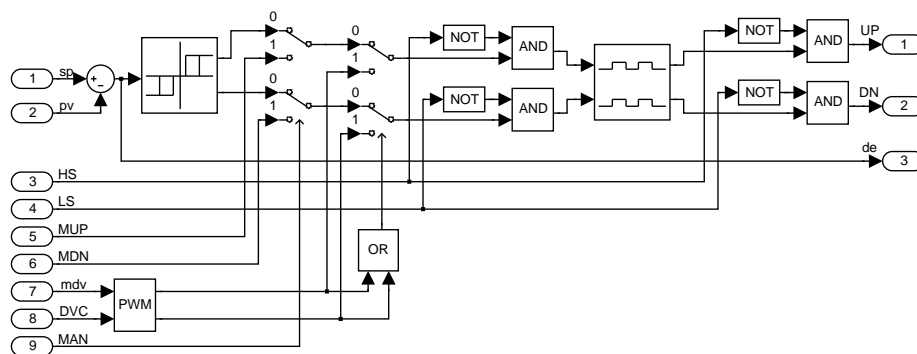 0
0
1
1
NOT
AND
NOT
AND
UP
1
1
sp
+
−
2
pv
0
0
1
1
NOT
AND
NOT
AND
DN
2
de
3
3
HS
4
LS
5
MUP
6
MDN
OR
7
mdv
PWM
8
DVC
9
MAN